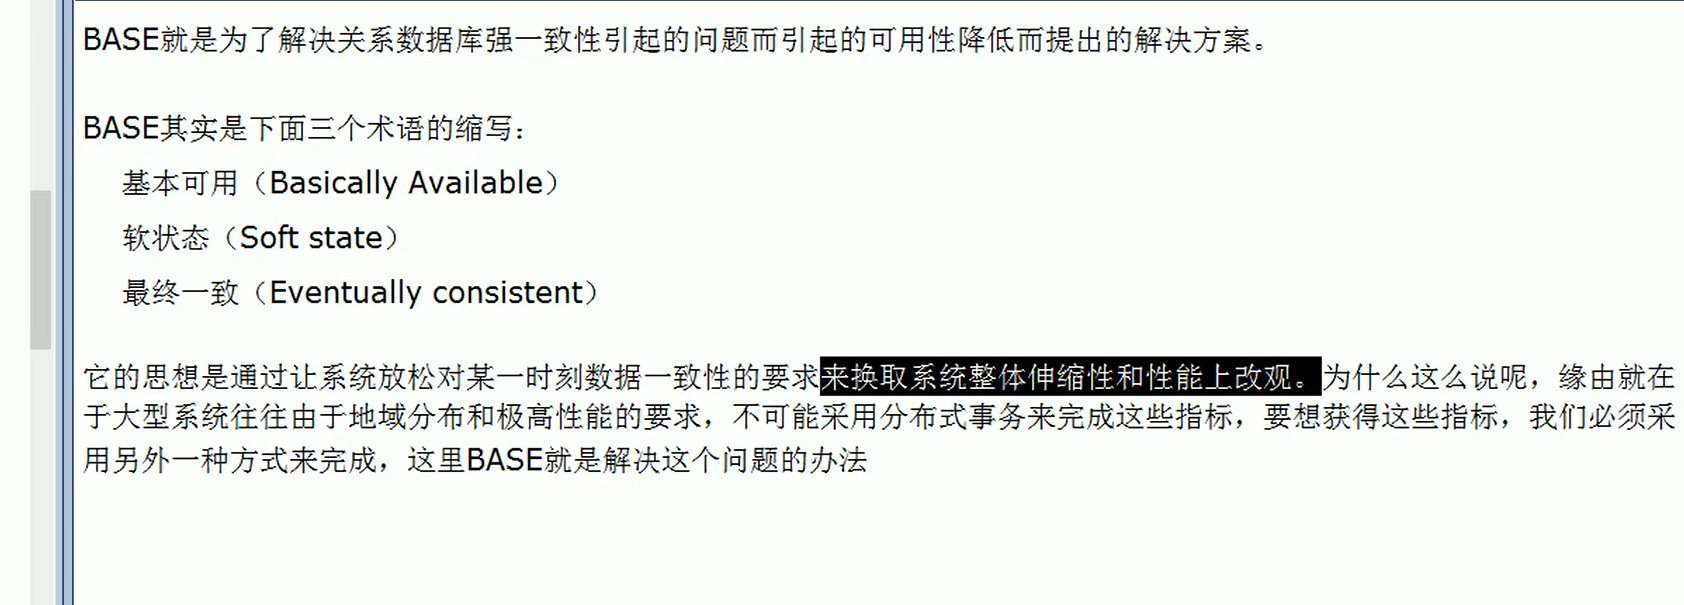 BASE就是为了解决关系数据库强一致性引起的问题而引起的可用性降低而提出的解决方案。
BASE其实是下面三个术语的缩写：
基本可用（Basically Available）
软状态（Soft state）
最终一致（Eventually consistent）
它的思想是通过让系统放松对某一时刻数据一致性的要求来换取系统整体伸缩性和性能上改观。为什么这么说呢，缘由就在
于大型系统往往由于地域分布和极高性能的要求，不可能采用分布式事务来完成这些指标，要想获得这些指标，我们必须采
用另外一种方式来完成，这里BASE就是解决这个问题的办法